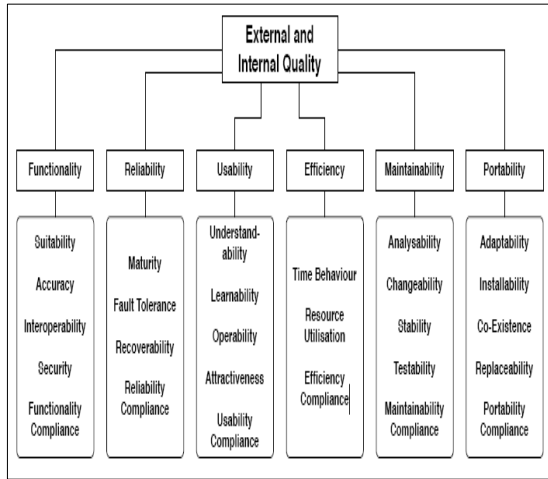 External and
Internal Quality
Functionality
Reliability
Usability
Efficiency
Maintainability
Portability
Suitability
Accuracy
Interoperability
Security
Functionality
Compliance
Maturity
Fault Tolerance
Recoverability
Reliability
Compliance
Understand-
ability
Learnability
Operability
Attractiveness
Usability
Compliance
Time Behaviour
Resource
Utilisation
Efficiency
Compliance
Analysability
Changeability
Stability
Testability
Maintainability
Compliance
Adaptability
Installability
Co-Existence
Replaceability
Portability
Compliance